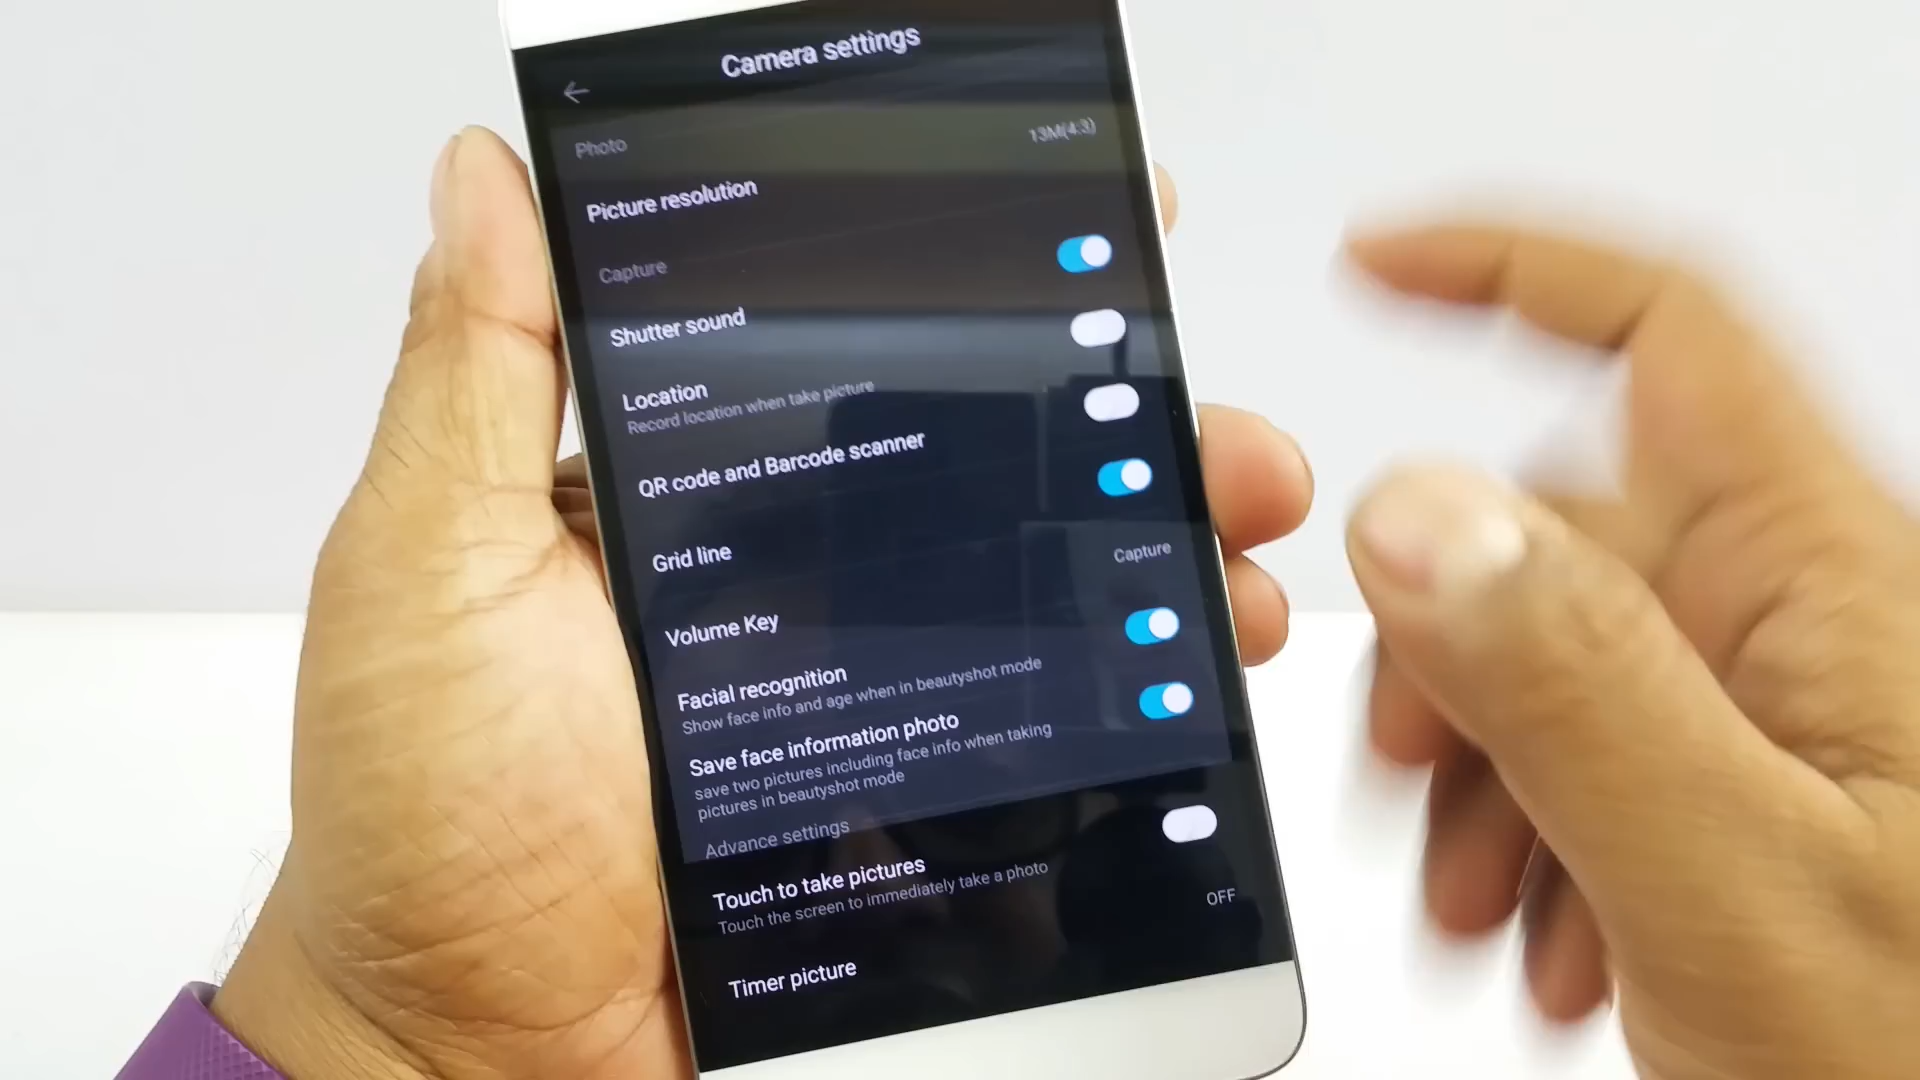 Camera settings
Photo
13M(4:3)
Picture resolution
Capture
Shutter sound
Location
Record location when take picture
QR code and Barcode scanner
Grid line
Capture
Volume Key
Facial recognition
Show face info and age when in beautyshot mode
Save face information photo
save two pictures including face info when taking
pictures in beautyshot mode
Advance settings
Touch to take pictures
Touch the screen to immediately take a photo
OFF
Timer picture